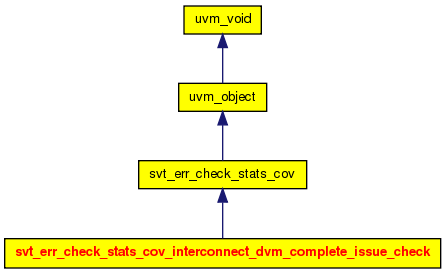 uvm_void
uvm_object
svt_err_check_stats_cov
svt_err_check_stats_cov_interconnect_dvm_complete_issue_check